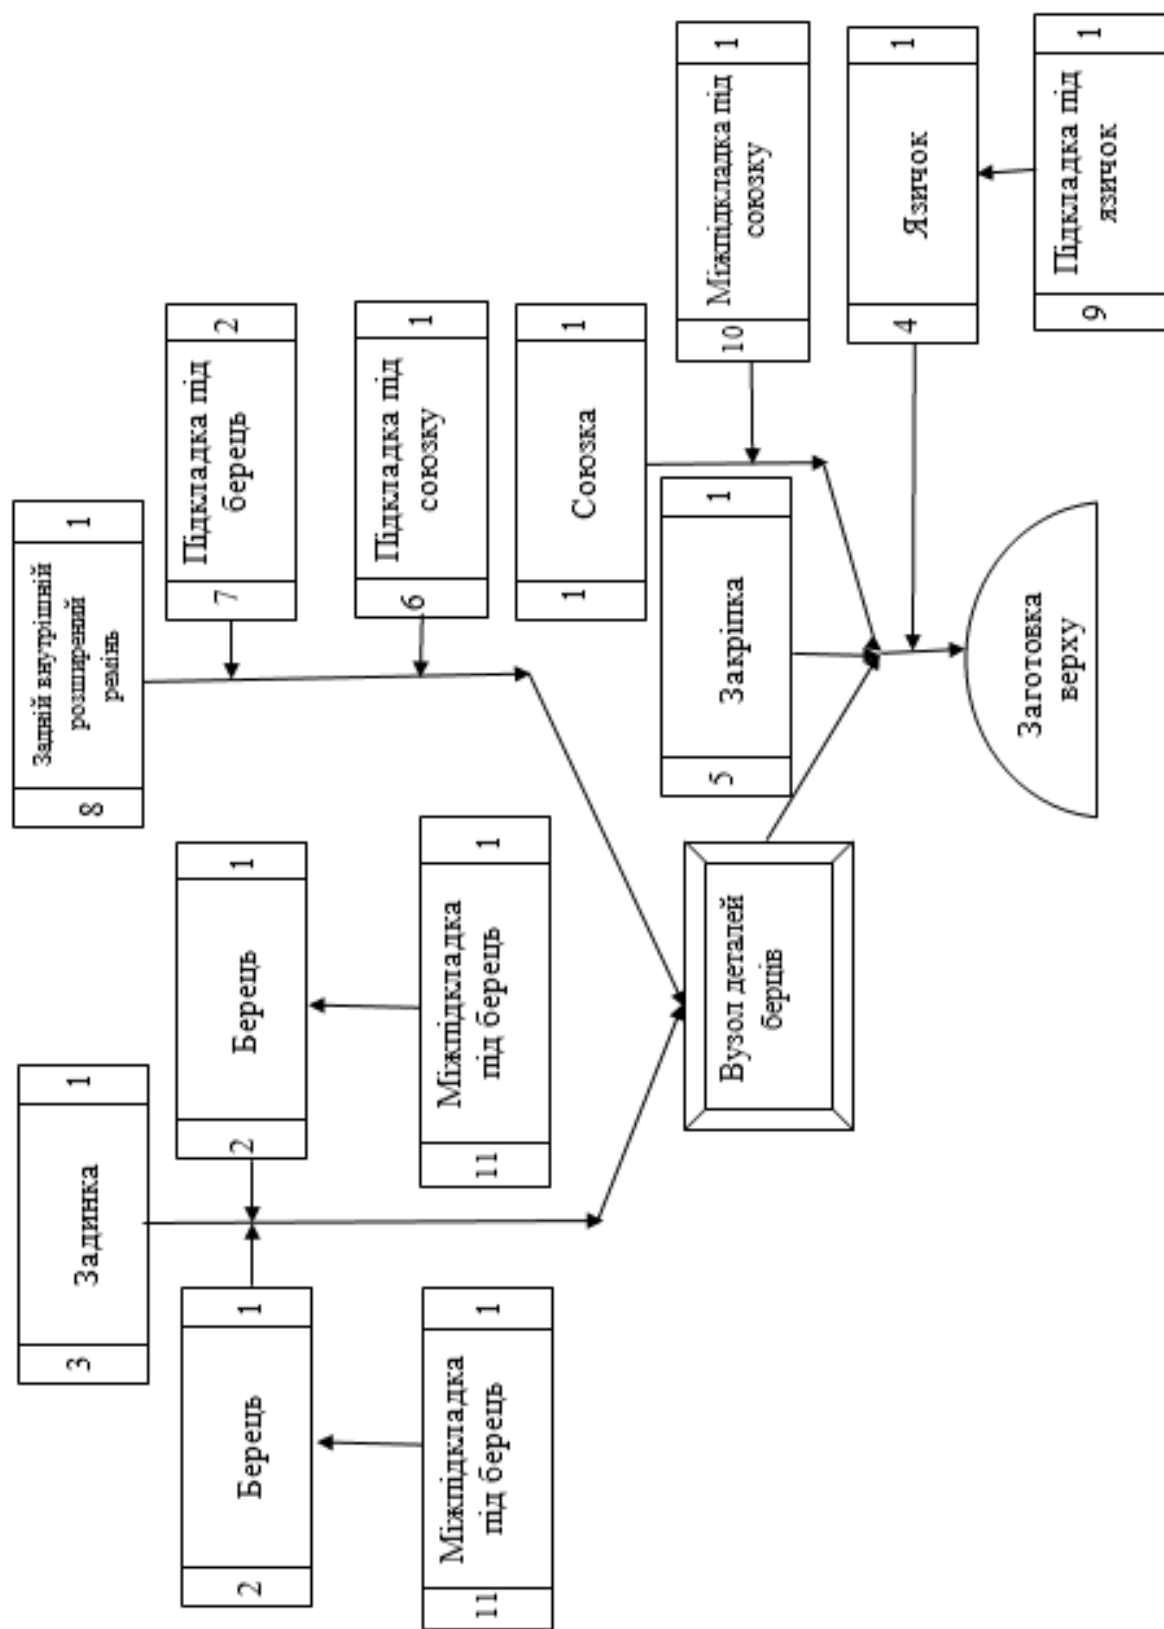 3
Задинка
1
8
Задній внутрішній
розширений
ремінь
1
2
Берець
1
2
Берець
1
7
Підкладка під
берець
2
11
Міжпідкладка
під берець
1
11
Міжпідкладка
під берець
1
6
Підкладка під
союзку
1
1
Союзка
1
Вузол деталей
берців
5
Закріпка
1
10
Міжпідкладка під
союзку
1
4
Язичок
1
Заготовка
верху
9
Підкладка під
язичок
1